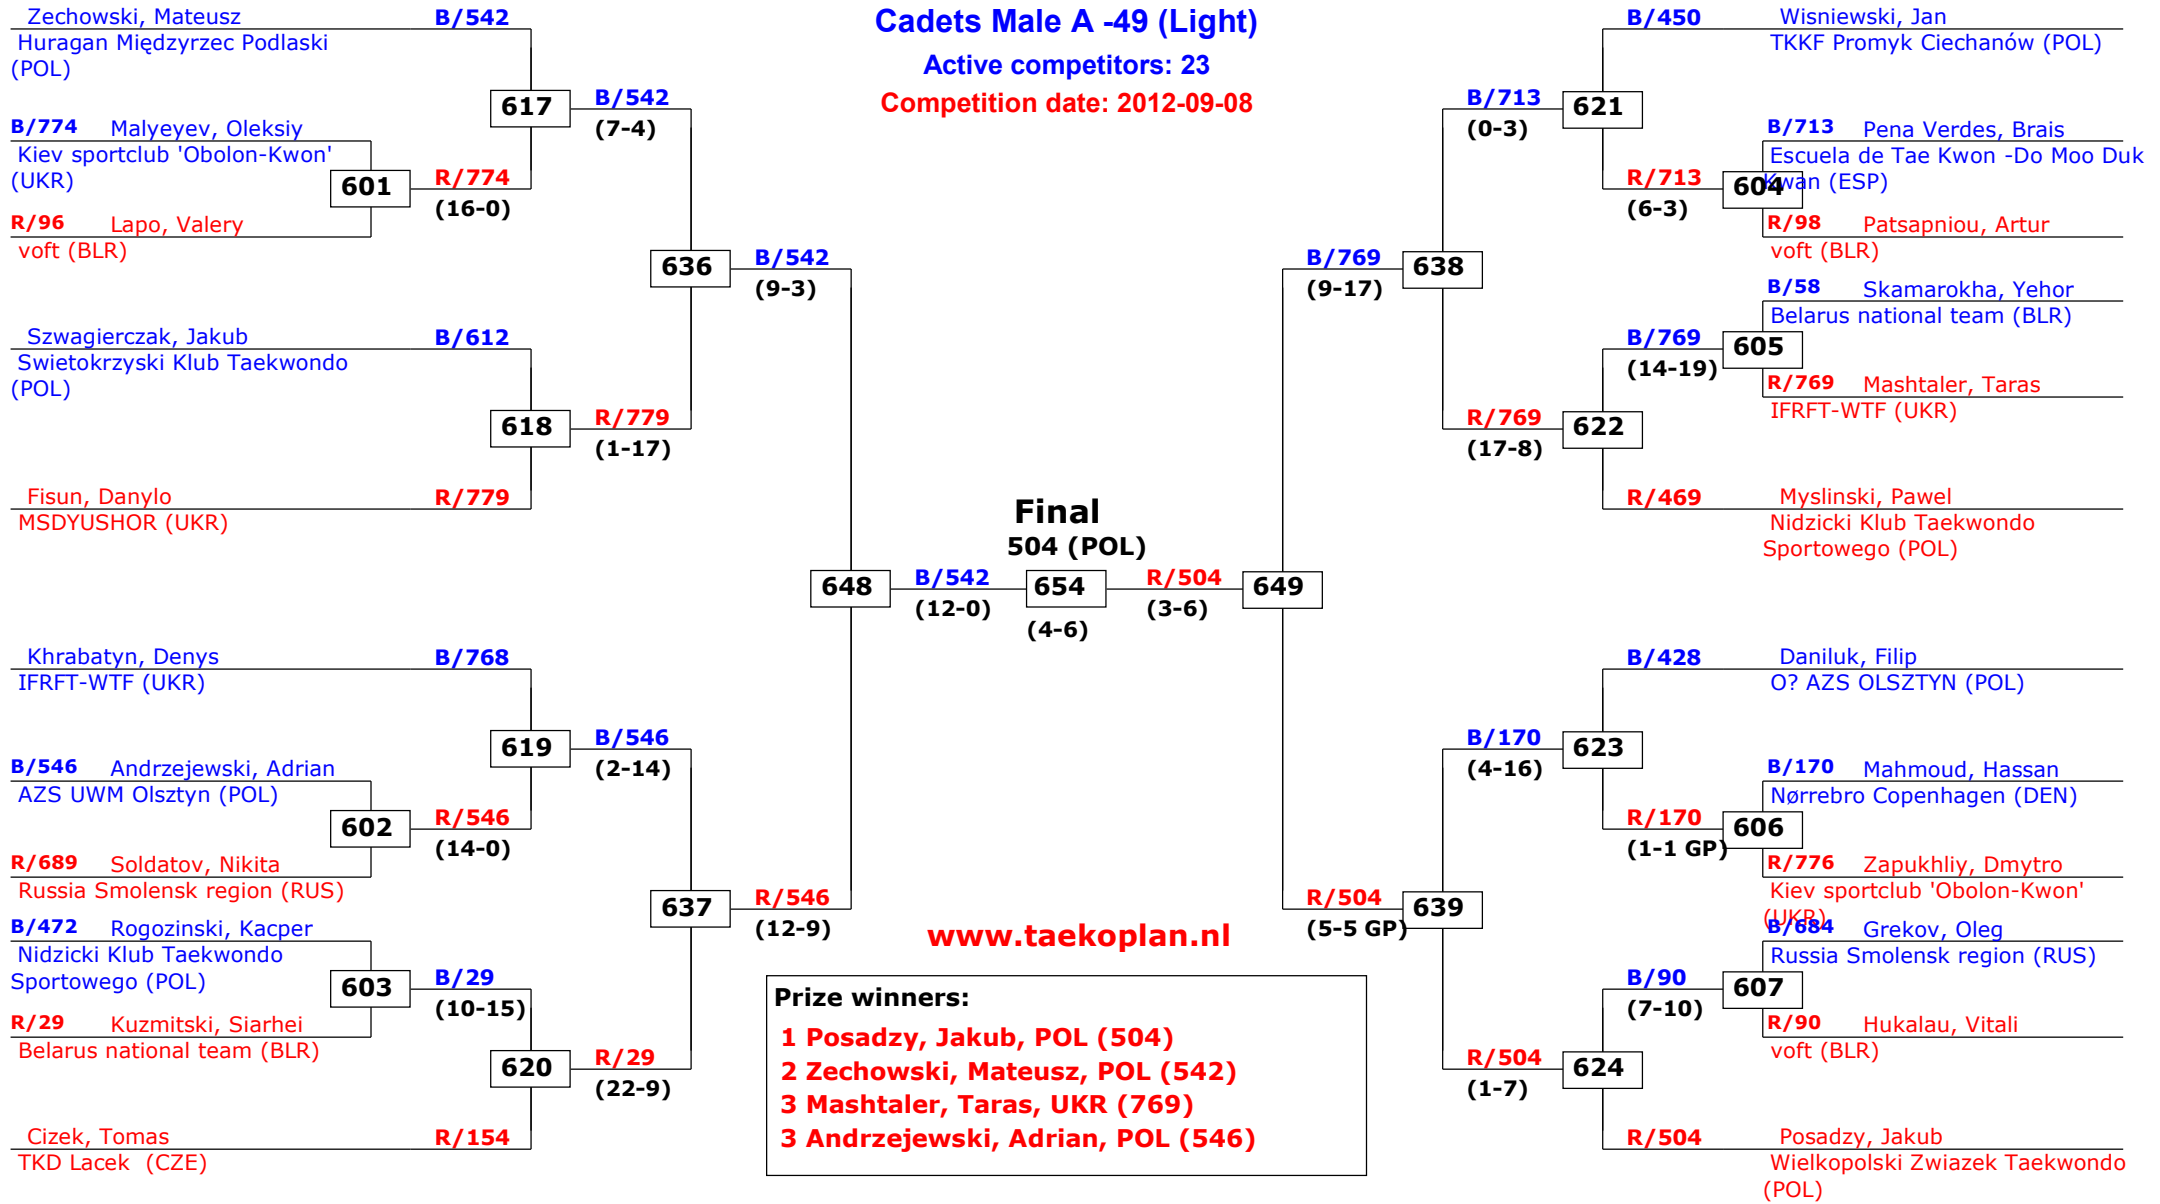 Cadets Male A -49 (Light)
Active competitors: 23
Competition date: 2012-09-08
Zechowski, Mateusz B/542
Huragan Międzyrzec Podlaski
(POL)
617
B/542
(7-4)
B/774 Malyeyev, Oleksiy
Kiev sportclub 'Obolon-Kwon'
(UKR)
601
R/774
(16-0)
R/96 Lapo, Valery
voft (BLR)
636
B/542
(9-3)
Szwagierczak, Jakub B/612
Swietokrzyski Klub Taekwondo
(POL)
618
R/779
(1-17)
Fisun, Danylo R/779
MSDYUSHOR (UKR)
648
B/542
(12-0)
Khrabatyn, Denys B/768
IFRFT-WTF (UKR)
619
B/546
(2-14)
B/546 Andrzejewski, Adrian
AZS UWM Olsztyn (POL)
602
R/546
(14-0)
R/689 Soldatov, Nikita
Russia Smolensk region (RUS)
637
R/546
(12-9)
B/472 Rogozinski, Kacper
Nidzicki Klub Taekwondo
Sportowego (POL)
603
B/29
(10-15)
R/29 Kuzmitski, Siarhei
Belarus national team (BLR)
620
R/29
(22-9)
Cizek, Tomas R/154
TKD Lacek (CZE)
Final
504 (POL)
654
(4-6)
R/504
(3-6)
649
B/450 Wisniewski, Jan
TKKF Promyk Ciechanów (POL)
B/713
(0-3)
621
B/713 Pena Verdes, Brais
Escuela de Tae Kwon -Do Moo Duk
Kwan (ESP)
R/713
(6-3)
604
R/98 Patsapniou, Artur
voft (BLR)
B/769
(9-17)
638
B/58 Skamarokha, Yehor
Belarus national team (BLR)
B/769
(14-19)
605
R/769 Mashtaler, Taras
IFRFT-WTF (UKR)
R/769
(17-8)
622
R/469 Myslinski, Pawel
Nidzicki Klub Taekwondo
Sportowego (POL)
B/428 Daniluk, Filip
O? AZS OLSZTYN (POL)
B/170
(4-16)
623
B/170 Mahmoud, Hassan
Nørrebro Copenhagen (DEN)
R/170
(1-1 GP)
606
R/776 Zapukhliy, Dmytro
Kiev sportclub 'Obolon-Kwon'
(UKR)
R/504
(5-5 GP)
639
B/684 Grekov, Oleg
Russia Smolensk region (RUS)
B/90
(7-10)
607
R/90 Hukalau, Vitali
voft (BLR)
R/504
(1-7)
624
R/504 Posadzy, Jakub
Wielkopolski Zwiazek Taekwondo
(POL)
www.taekoplan.nl
Prize winners:
1 Posadzy, Jakub, POL (504)
2 Zechowski, Mateusz, POL (542)
3 Mashtaler, Taras, UKR (769)
3 Andrzejewski, Adrian, POL (546)